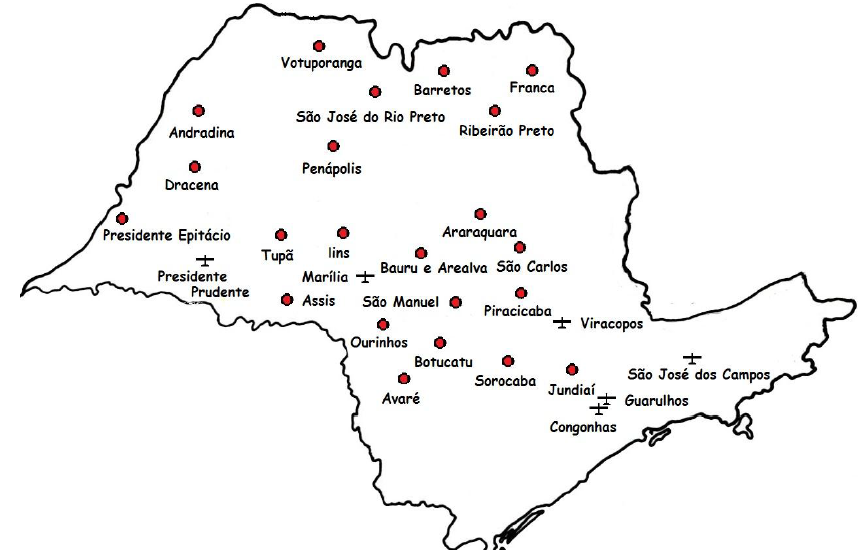 Votuporanga
Barretos
Franca
São José do Rio Preto
Ribeirão Preto
Andradina
Penápolis
Dracena
Presidente Epitácio
Araraquara
Tupã
lins
Bauru e Arealva
São Carlos
Presidente
Prudente
Marília
Assis
São Manuel
Piracicaba
Viracopos
Ourinhos
Botucatu
São José dos Campos
Sorocaba
Jundiaí
Avaré
Guarulhos
Congonhas